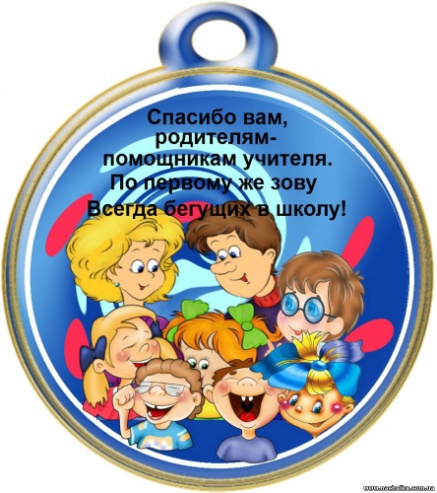 Спасибо вам,
родителям-
помощникам учителя.
По первому же зову
Всегда бегущих в школу!